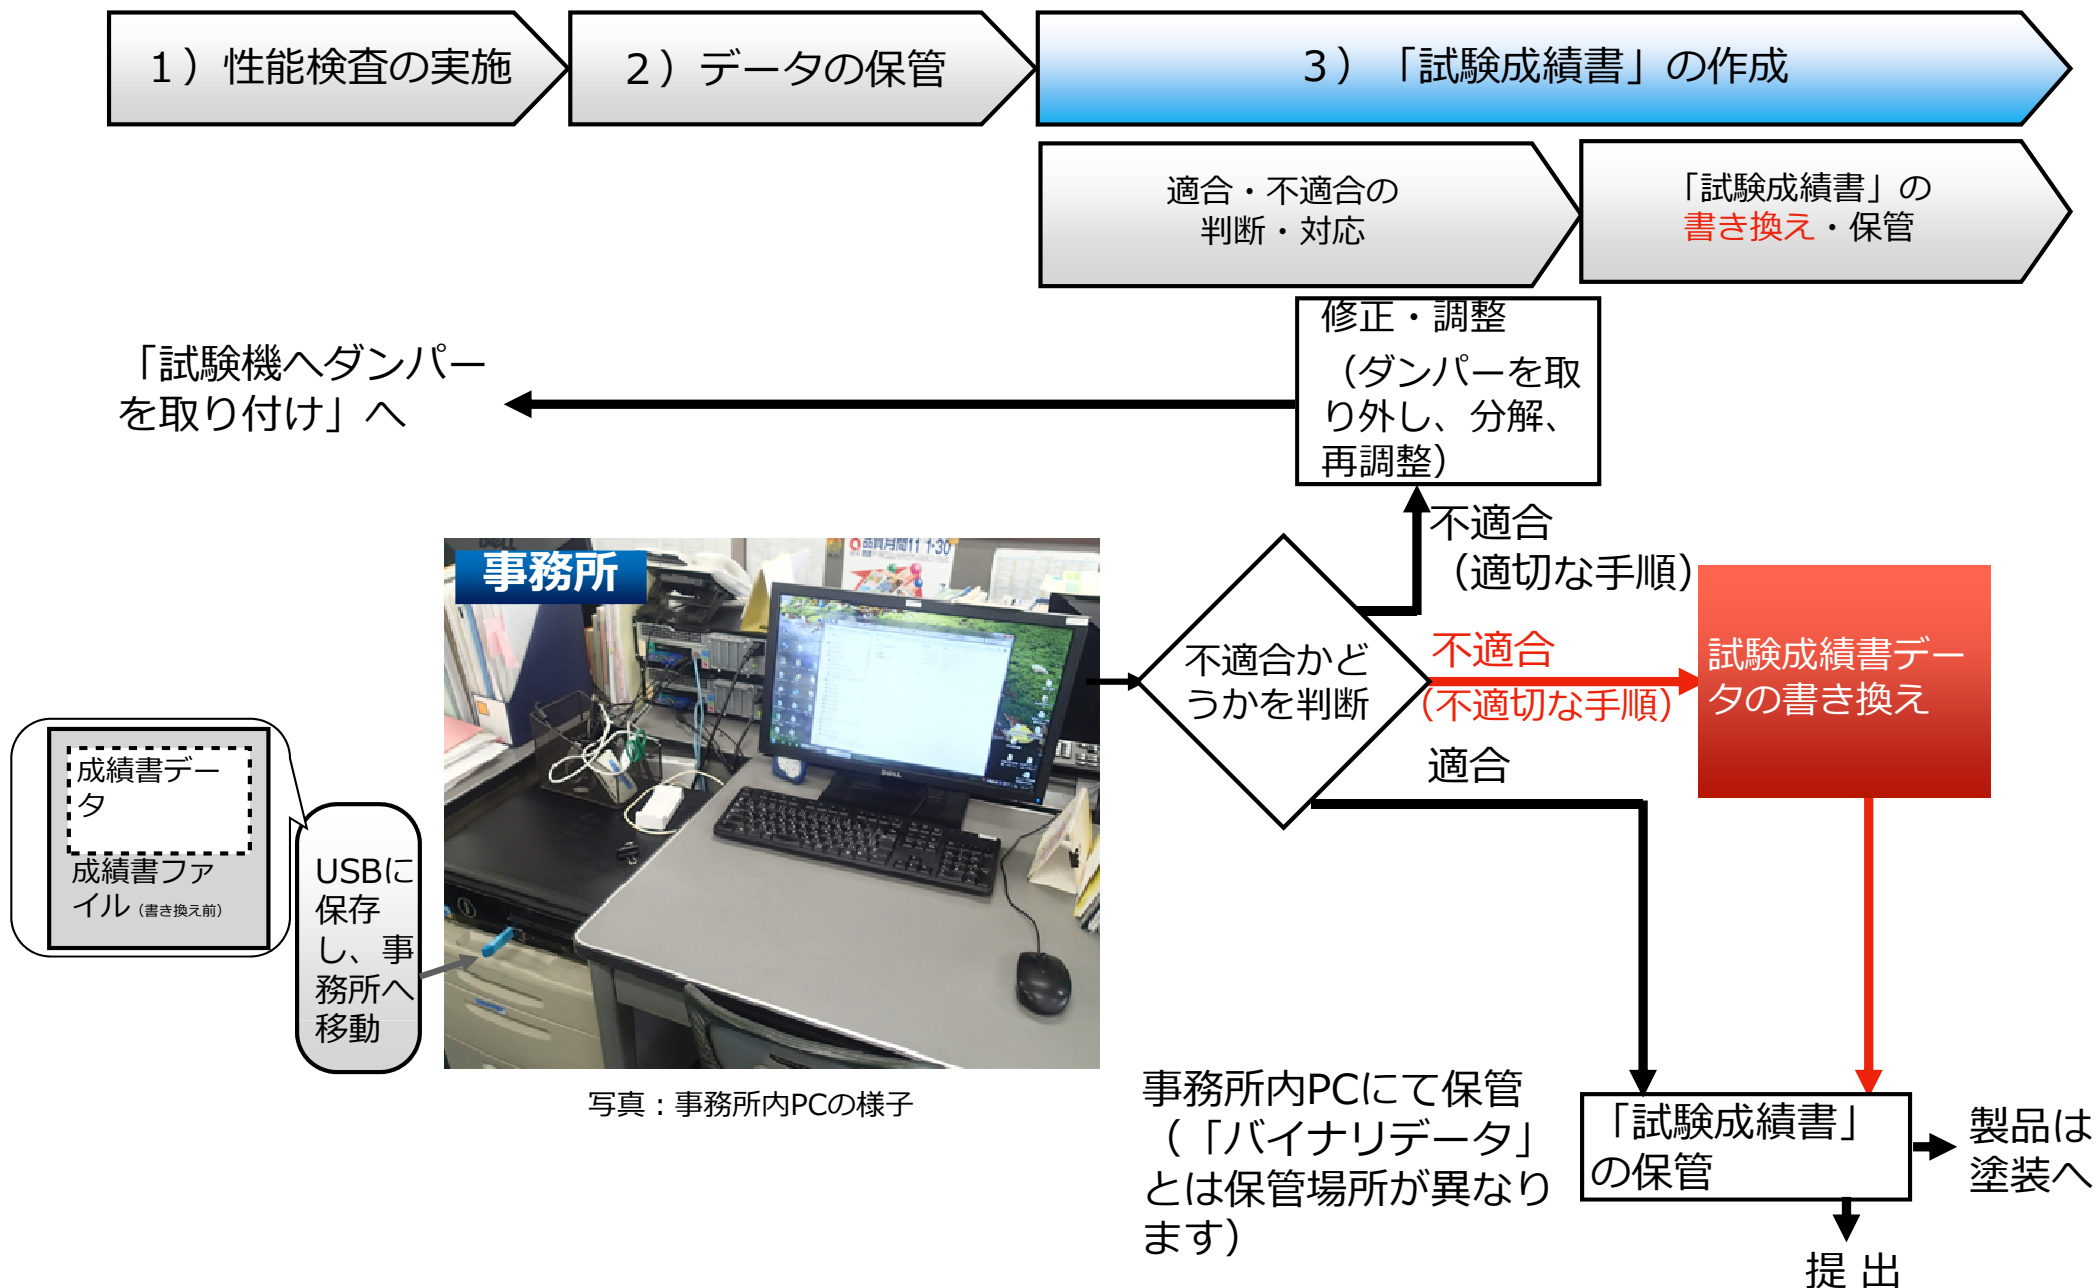 １）性能検査の実施
２）データの保管
３）「試験成績書」の作成
適合・不適合の
判断・対応
「試験成績書」の
書き換え・保管
修正・調整
（ダンパーを取
り外し、分解、
再調整）
「試験機へダンパー
を取り付け」へ
不適合
（適切な手順）
事務所
品質月間11 1-30
DELL
不適合かど
うかを判断
不適合
（不適切な手順）
試験成績書デー
タの書き換え
適合
成績書デー
タ
成績書ファ
イル（書き換え前）
USBに
保存
し、事
務所へ
移動
写真：事務所内PCの様子
事務所内PCにて保管
（「バイナリデータ」
とは保管場所が異なり
ます）
「試験成績書」
の保管
製品は
塗装へ
提 出